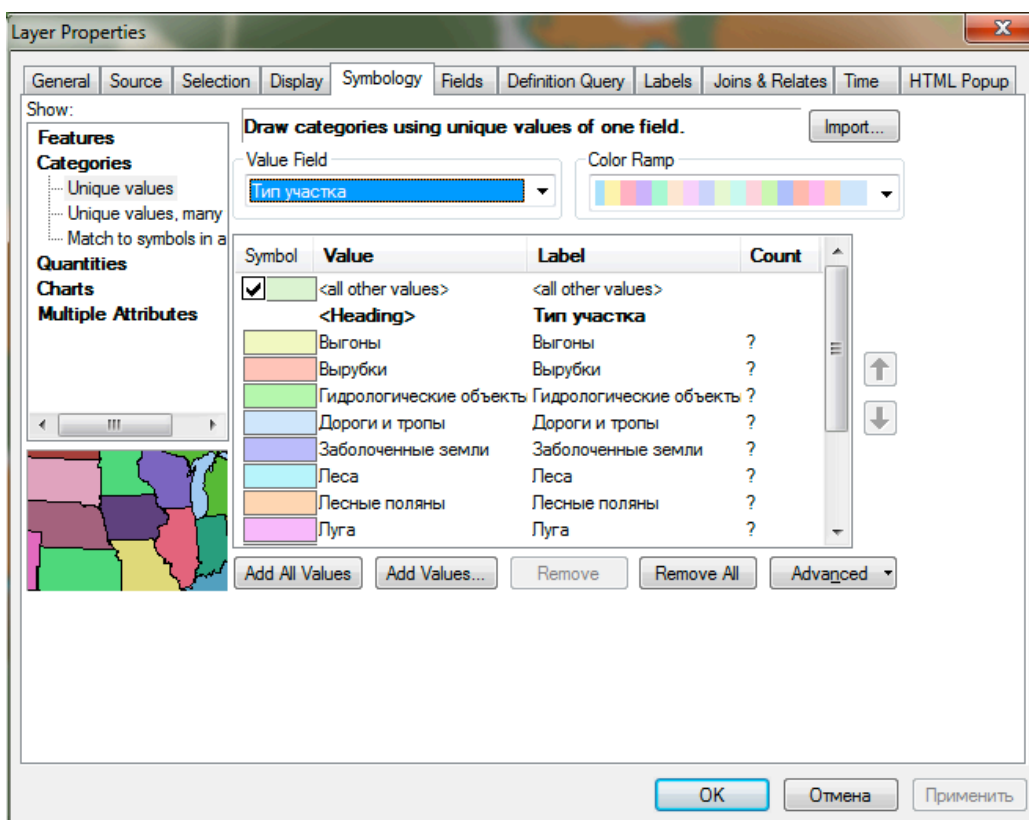 Layer Properties
General Source Selection Display Symbology Fields Definition Query Labels Joins & Relates Time HTML Popup
Show:
Features
Categories
Unique values
Unique values, many
Match to symbols in a
Quantities
Charts
Multiple Attributes
Draw categories using unique values of one field.
Import...
Value Field
Color Ramp
Тип участка
Symbol Value Label Count
<all other values> <all other values>
<Heading> Тип участка
Выгоны Выгоны ?
Вырубки Вырубки ?
Гидрологические объекты Гидрологические объекты ?
Дороги и тропы Дороги и тропы ?
Заболоченные земли Заболоченные земли ?
Леса Леса ?
Лесные поляны Лесные поляны ?
Луга Луга ?
Add All Values Add Values... Remove Remove All Advanced
OK Отмена Применить